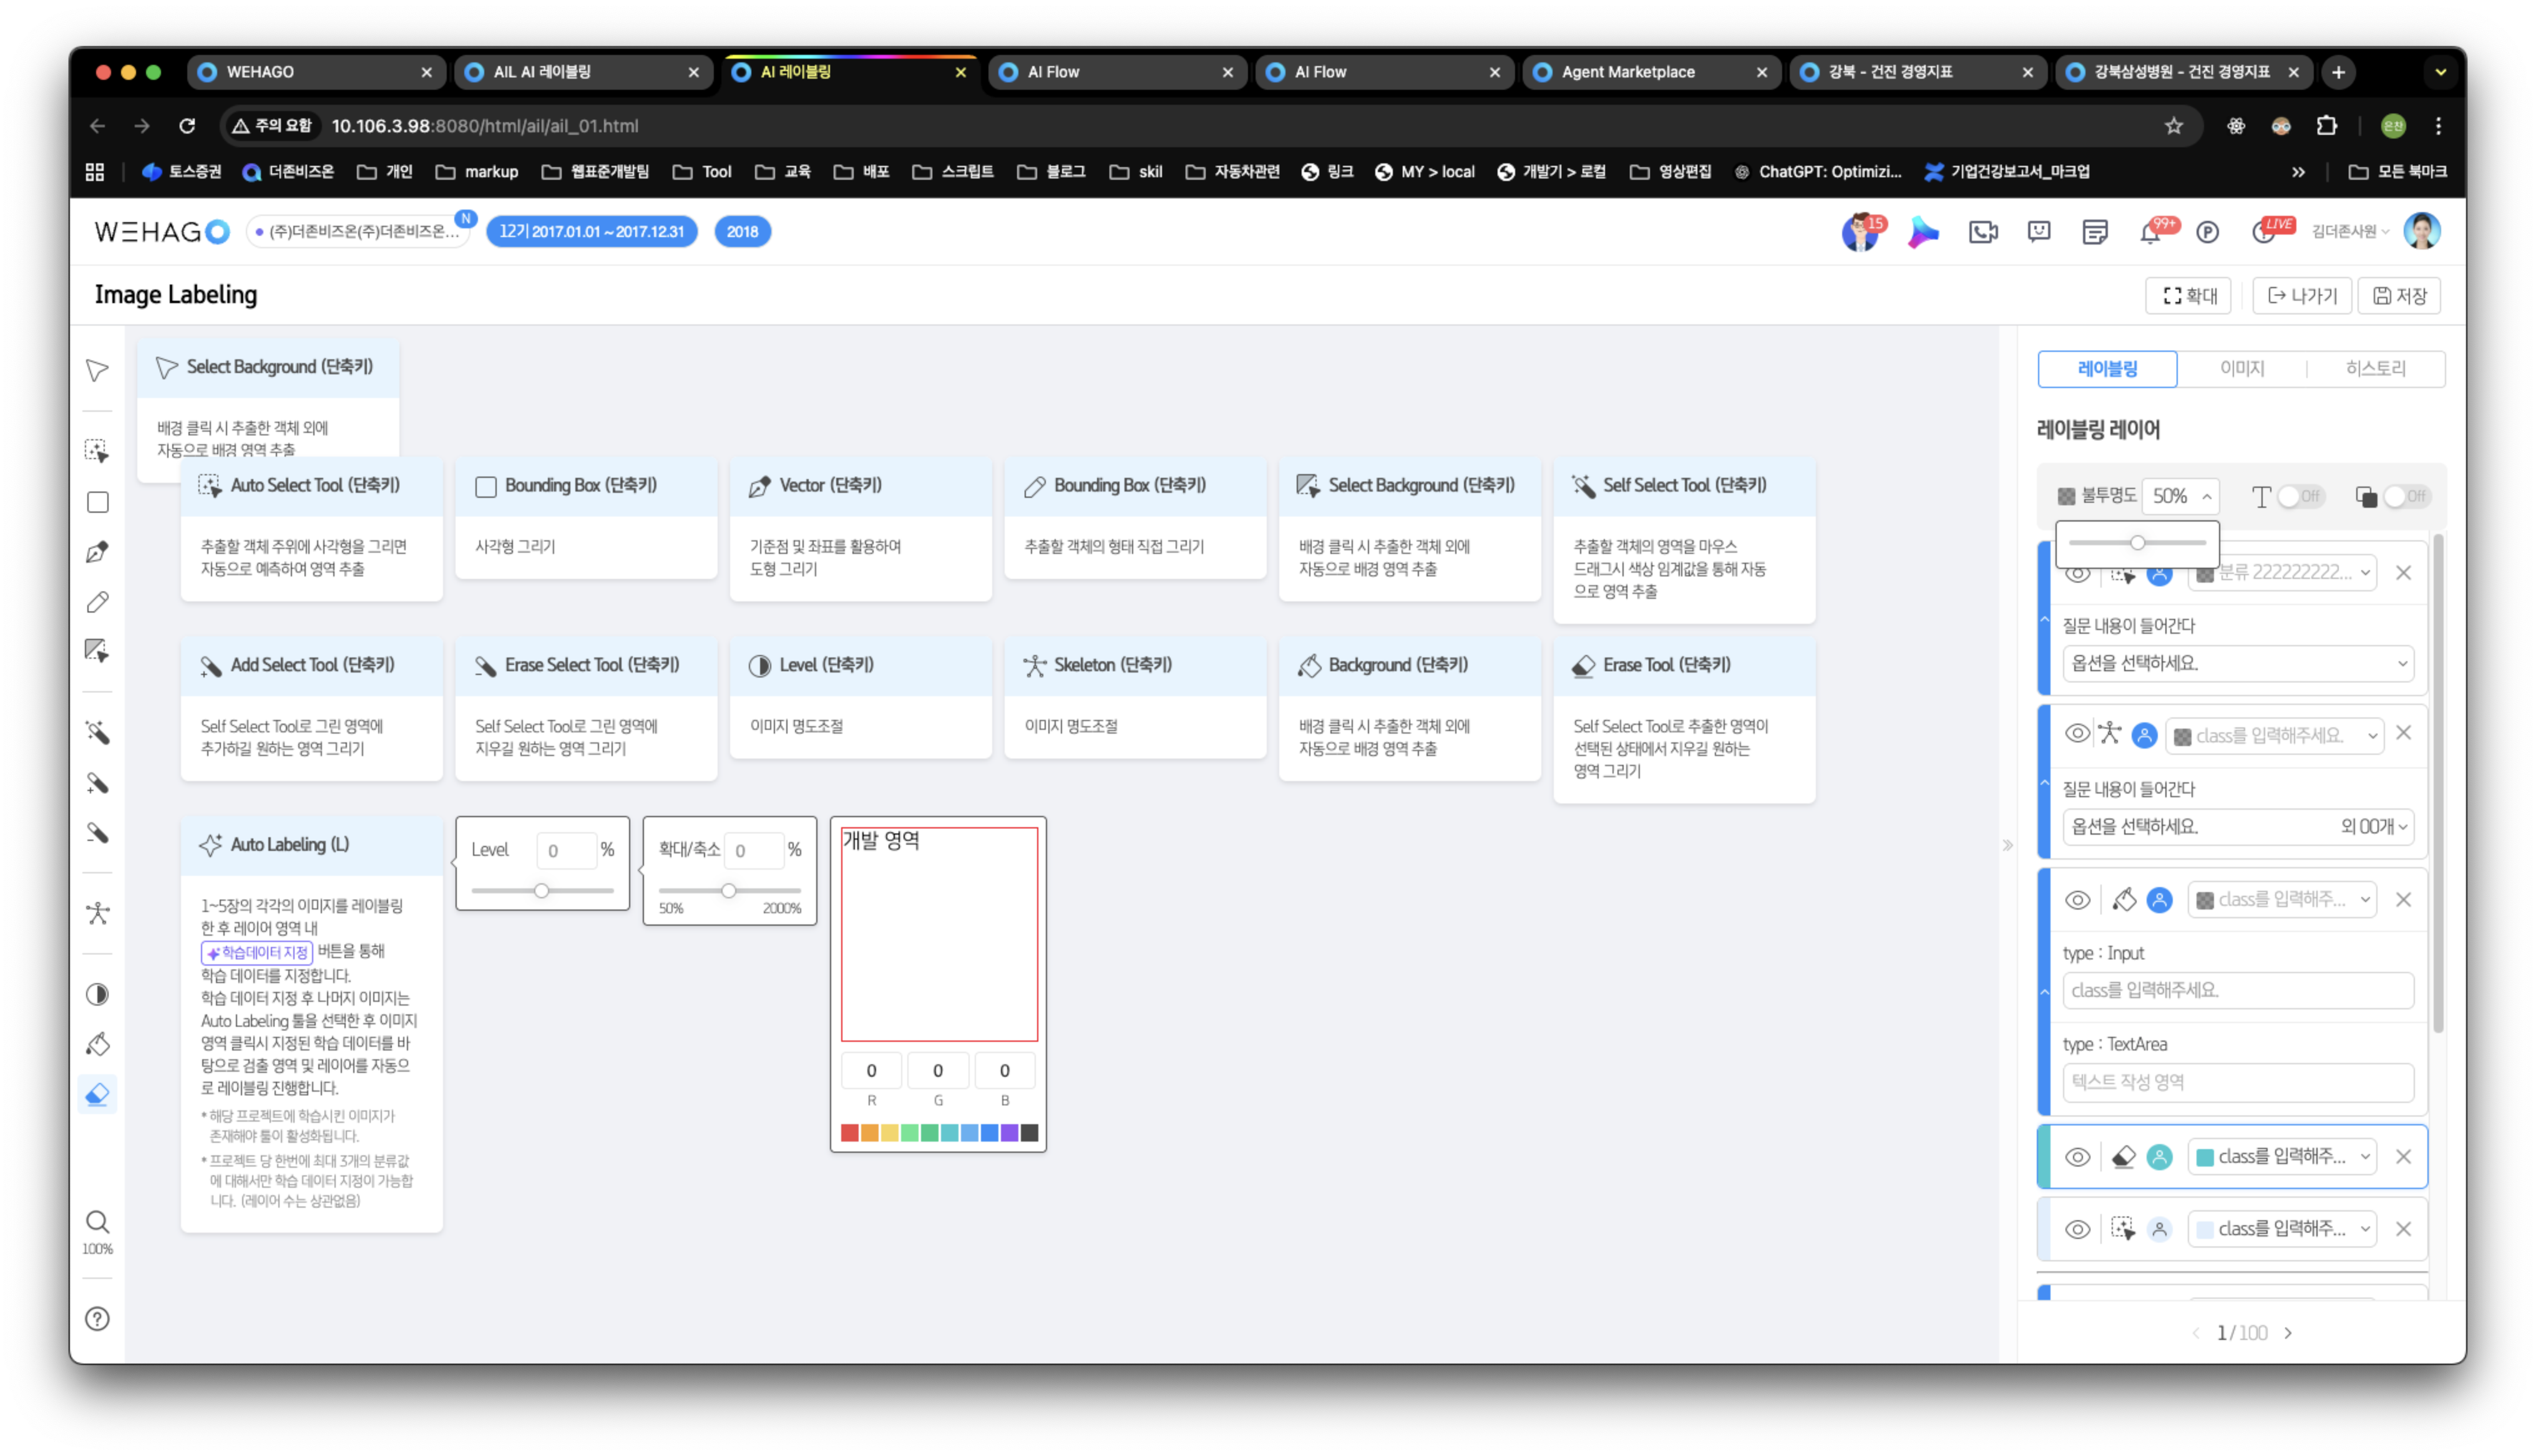 WEHAGO
AIL AI 레이블링
AI 레이블링
AI Flow
AI Flow
Agent Marketplace
강북 - 건진 경영지표
강북삼성병원 - 건진 경영지표
주의 요함
10.106.3.98:8080/html/ail/ail_01.html
은찬
토스증권
더존비즈온
개인
markup
웹표준개발팀
Tool
교육
배포
스크립트
블로그
skil
자동차관련
링크
MY > local
개발기 > 로컬
영상편집
ChatGPT: Optimizi...
기업건강보고서_마크업
모든 북마크
WEHAGO
(주)더존비즈온(주)더존비즈온...
N
12기 2017.01.01 ~ 2017.12.31
2018
15
99+
LIVE
김더존사원
Image Labeling
확대
나가기
저장
Select Background (단축키)
배경 클릭 시 추출한 객체 외에
자동으로 배경 영역 추출
Auto Select Tool (단축키)
추출할 객체 주위에 사각형을 그리면
자동으로 예측하여 영역 추출
Bounding Box (단축키)
사각형 그리기
Vector (단축키)
기준점 및 좌표를 활용하여
도형 그리기
Bounding Box (단축키)
추출할 객체의 형태 직접 그리기
Select Background (단축키)
배경 클릭 시 추출한 객체 외에
자동으로 배경 영역 추출
Self Select Tool (단축키)
추출할 객체의 영역을 마우스
드래그시 색상 임계값을 통해 자동
으로 영역 추출
Add Select Tool (단축키)
Self Select Tool로 그린 영역에
추가하길 원하는 영역 그리기
Erase Select Tool (단축키)
Self Select Tool로 그린 영역에
지우길 원하는 영역 그리기
Level (단축키)
이미지 명도조절
Skeleton (단축키)
이미지 명도조절
Background (단축키)
배경 클릭 시 추출한 객체 외에
자동으로 배경 영역 추출
Erase Tool (단축키)
Self Select Tool로 추출한 영역이
선택된 상태에서 지우길 원하는
영역 그리기
Auto Labeling (L)
1~5장의 각각의 이미지를 레이블링
한 후 레이어 영역 내
학습데이터 지정 버튼을 통해
학습 데이터를 지정합니다.
학습 데이터 지정 후 나머지 이미지는
Auto Labeling 툴을 선택한 후 이미지
영역 클릭시 지정된 학습 데이터를 바
탕으로 검출 영역 및 레이어를 자동으
로 레이블링 진행합니다.
* 해당 프로젝트에 학습시킨 이미지가
존재해야 툴이 활성화됩니다.
* 프로젝트 당 한번에 최대 3개의 분류값
에 대해서만 학습 데이터 지정이 가능합
니다. (레이어 수는 상관없음)
Level 0 %
확대/축소 0 %
50% 2000%
개발 영역
0 0 0
R G B
100%
레이블링
이미지
히스토리
레이블링 레이어
불투명도 50%
Off
Off
분류 222222222...
질문 내용이 들어간다
옵션을 선택하세요.
class를 입력해주세요.
질문 내용이 들어간다
옵션을 선택하세요. 외 00개
class를 입력해주...
type : Input
class를 입력해주세요.
type : TextArea
텍스트 작성 영역
class를 입력해주...
class를 입력해주...
1 / 100